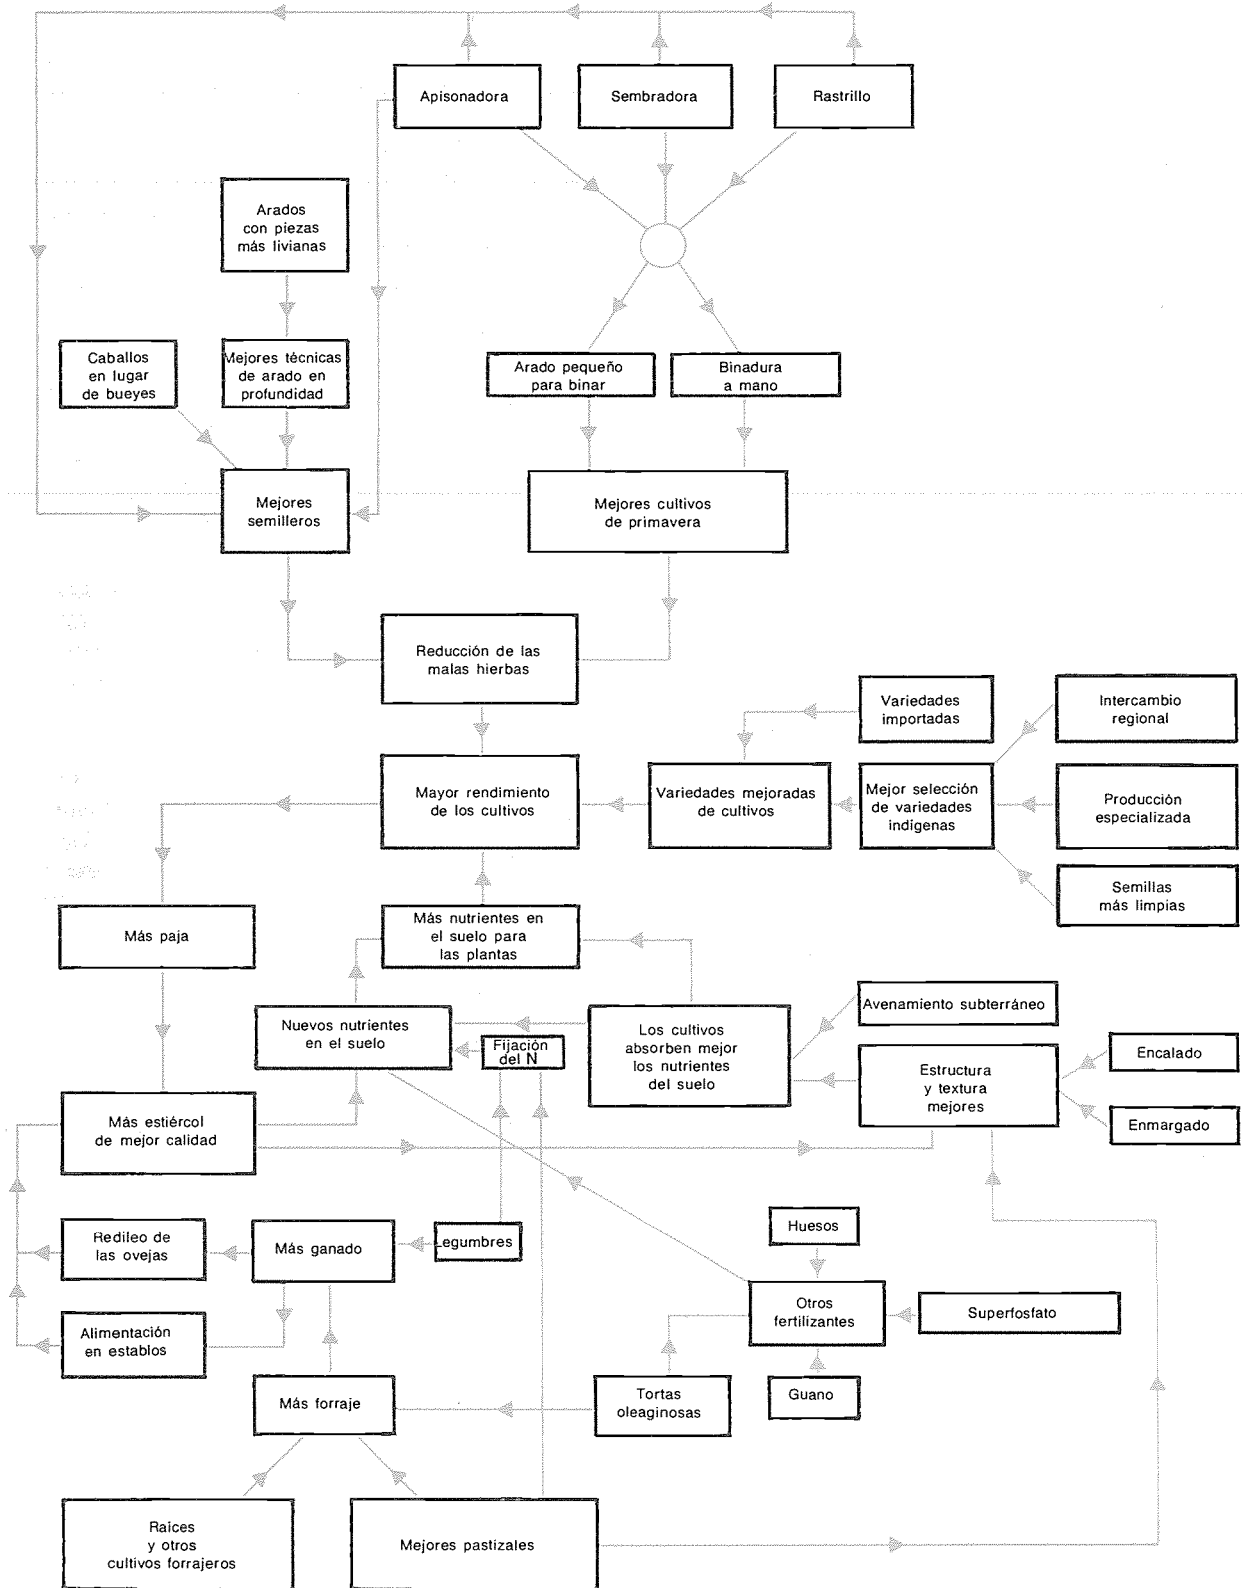 Apisonadora
Sembradora
Rastrillo
Arados
con piezas
más livianas
Caballos
en lugar
de bueyes
Mejores técnicas
de arado en
profundidad
Arado pequeño
para binar
Binadura
a mano
Mejores
semilleros
Mejores cultivos
de primavera
Reducción de las
malas hierbas
Variedades
importadas
Intercambio
regional
Mayor rendimiento
de los cultivos
Variedades mejoradas
de cultivos
Mejor selección
de variedades
indígenas
Producción
especializada
Semillas
más limpias
Más paja
Más nutrientes en
el suelo para
las plantas
Nuevos nutrientes
en el suelo
Fijación
del N
Los cultivos
absorben mejor
los nutrientes
del suelo
Avenamiento subterráneo
Estructura
y textura
mejores
Encalado
Enmargado
Más estiércol
de mejor calidad
Redileo de
las ovejas
Más ganado
egumbres
Huesos
Otros
fertilizantes
Superfosfato
Alimentación
en establos
Más forraje
Tortas
oleaginosas
Guano
Raíces
y otros
cultivos forrajeros
Mejores pastizales